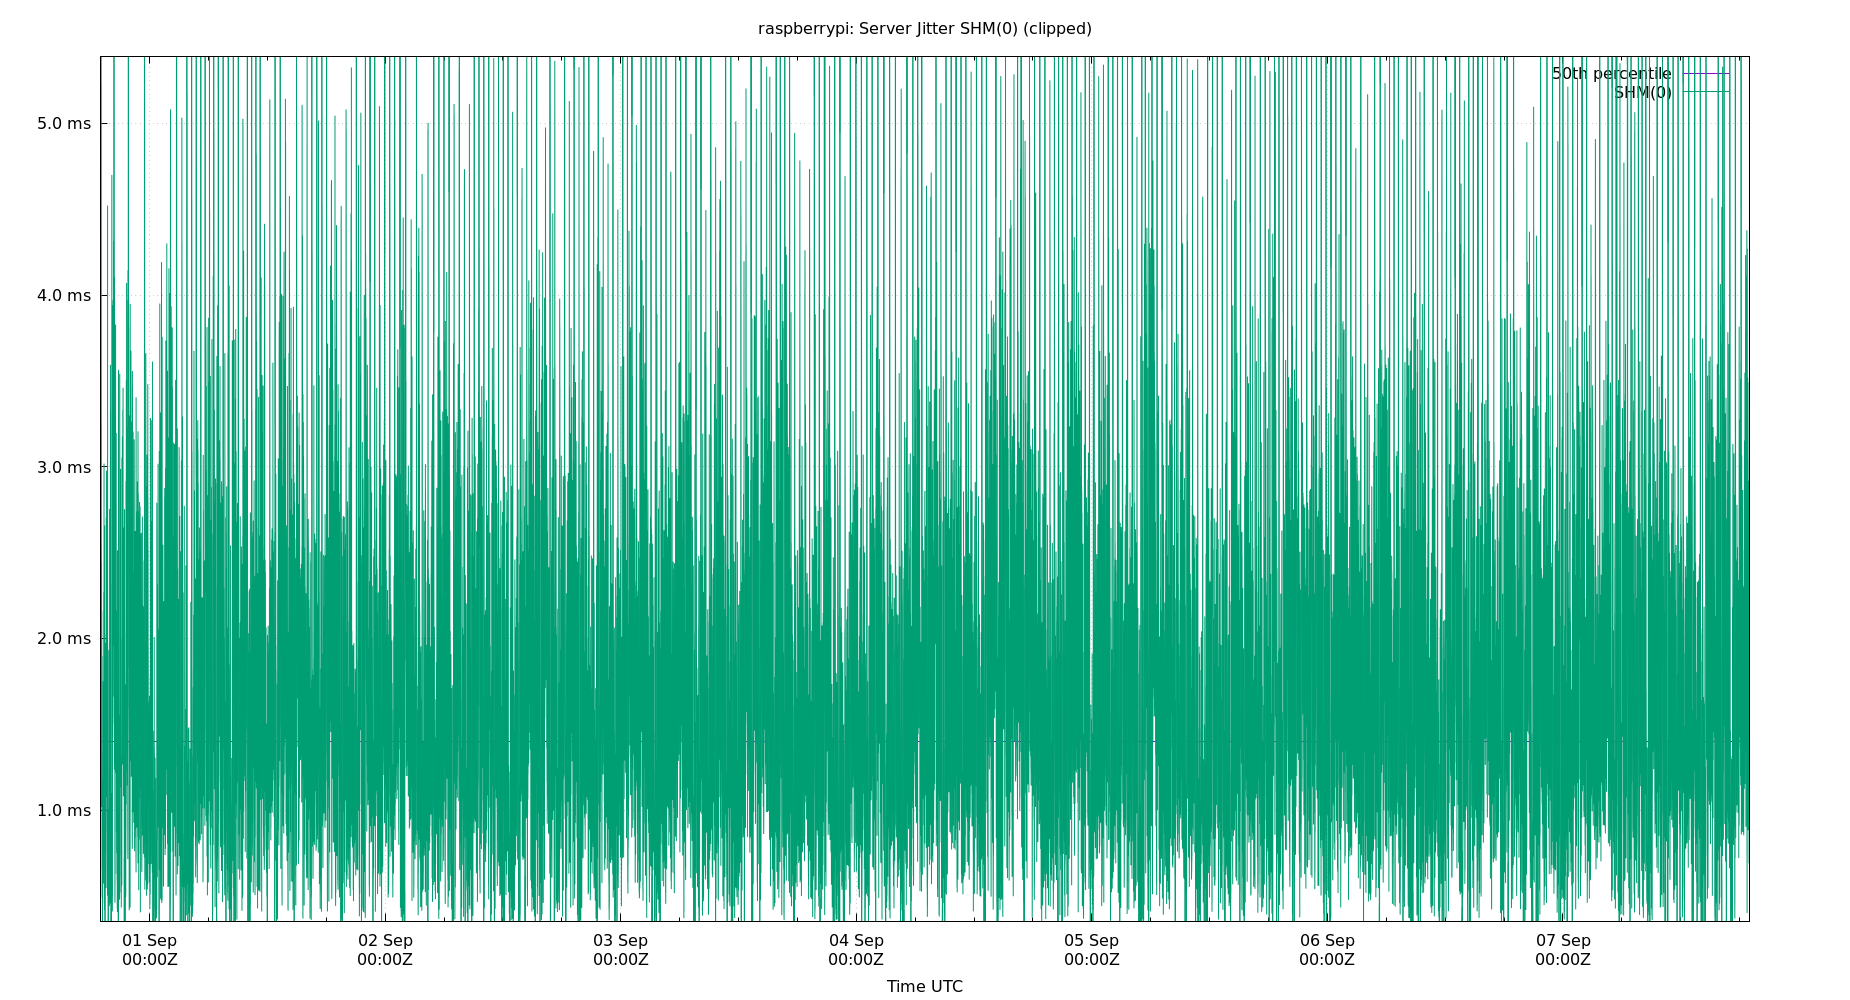 raspberrypi: Server Jitter SHM(0) (clipped)
50th percentile
SHM(0)
5.0 ms
4.0 ms
3.0 ms
2.0 ms
1.0 ms
01 Sep 02 Sep 03 Sep 04 Sep 05 Sep 06 Sep 07 Sep
00:00Z 00:00Z 00:00Z 00:00Z 00:00Z 00:00Z 00:00Z
Time UTC